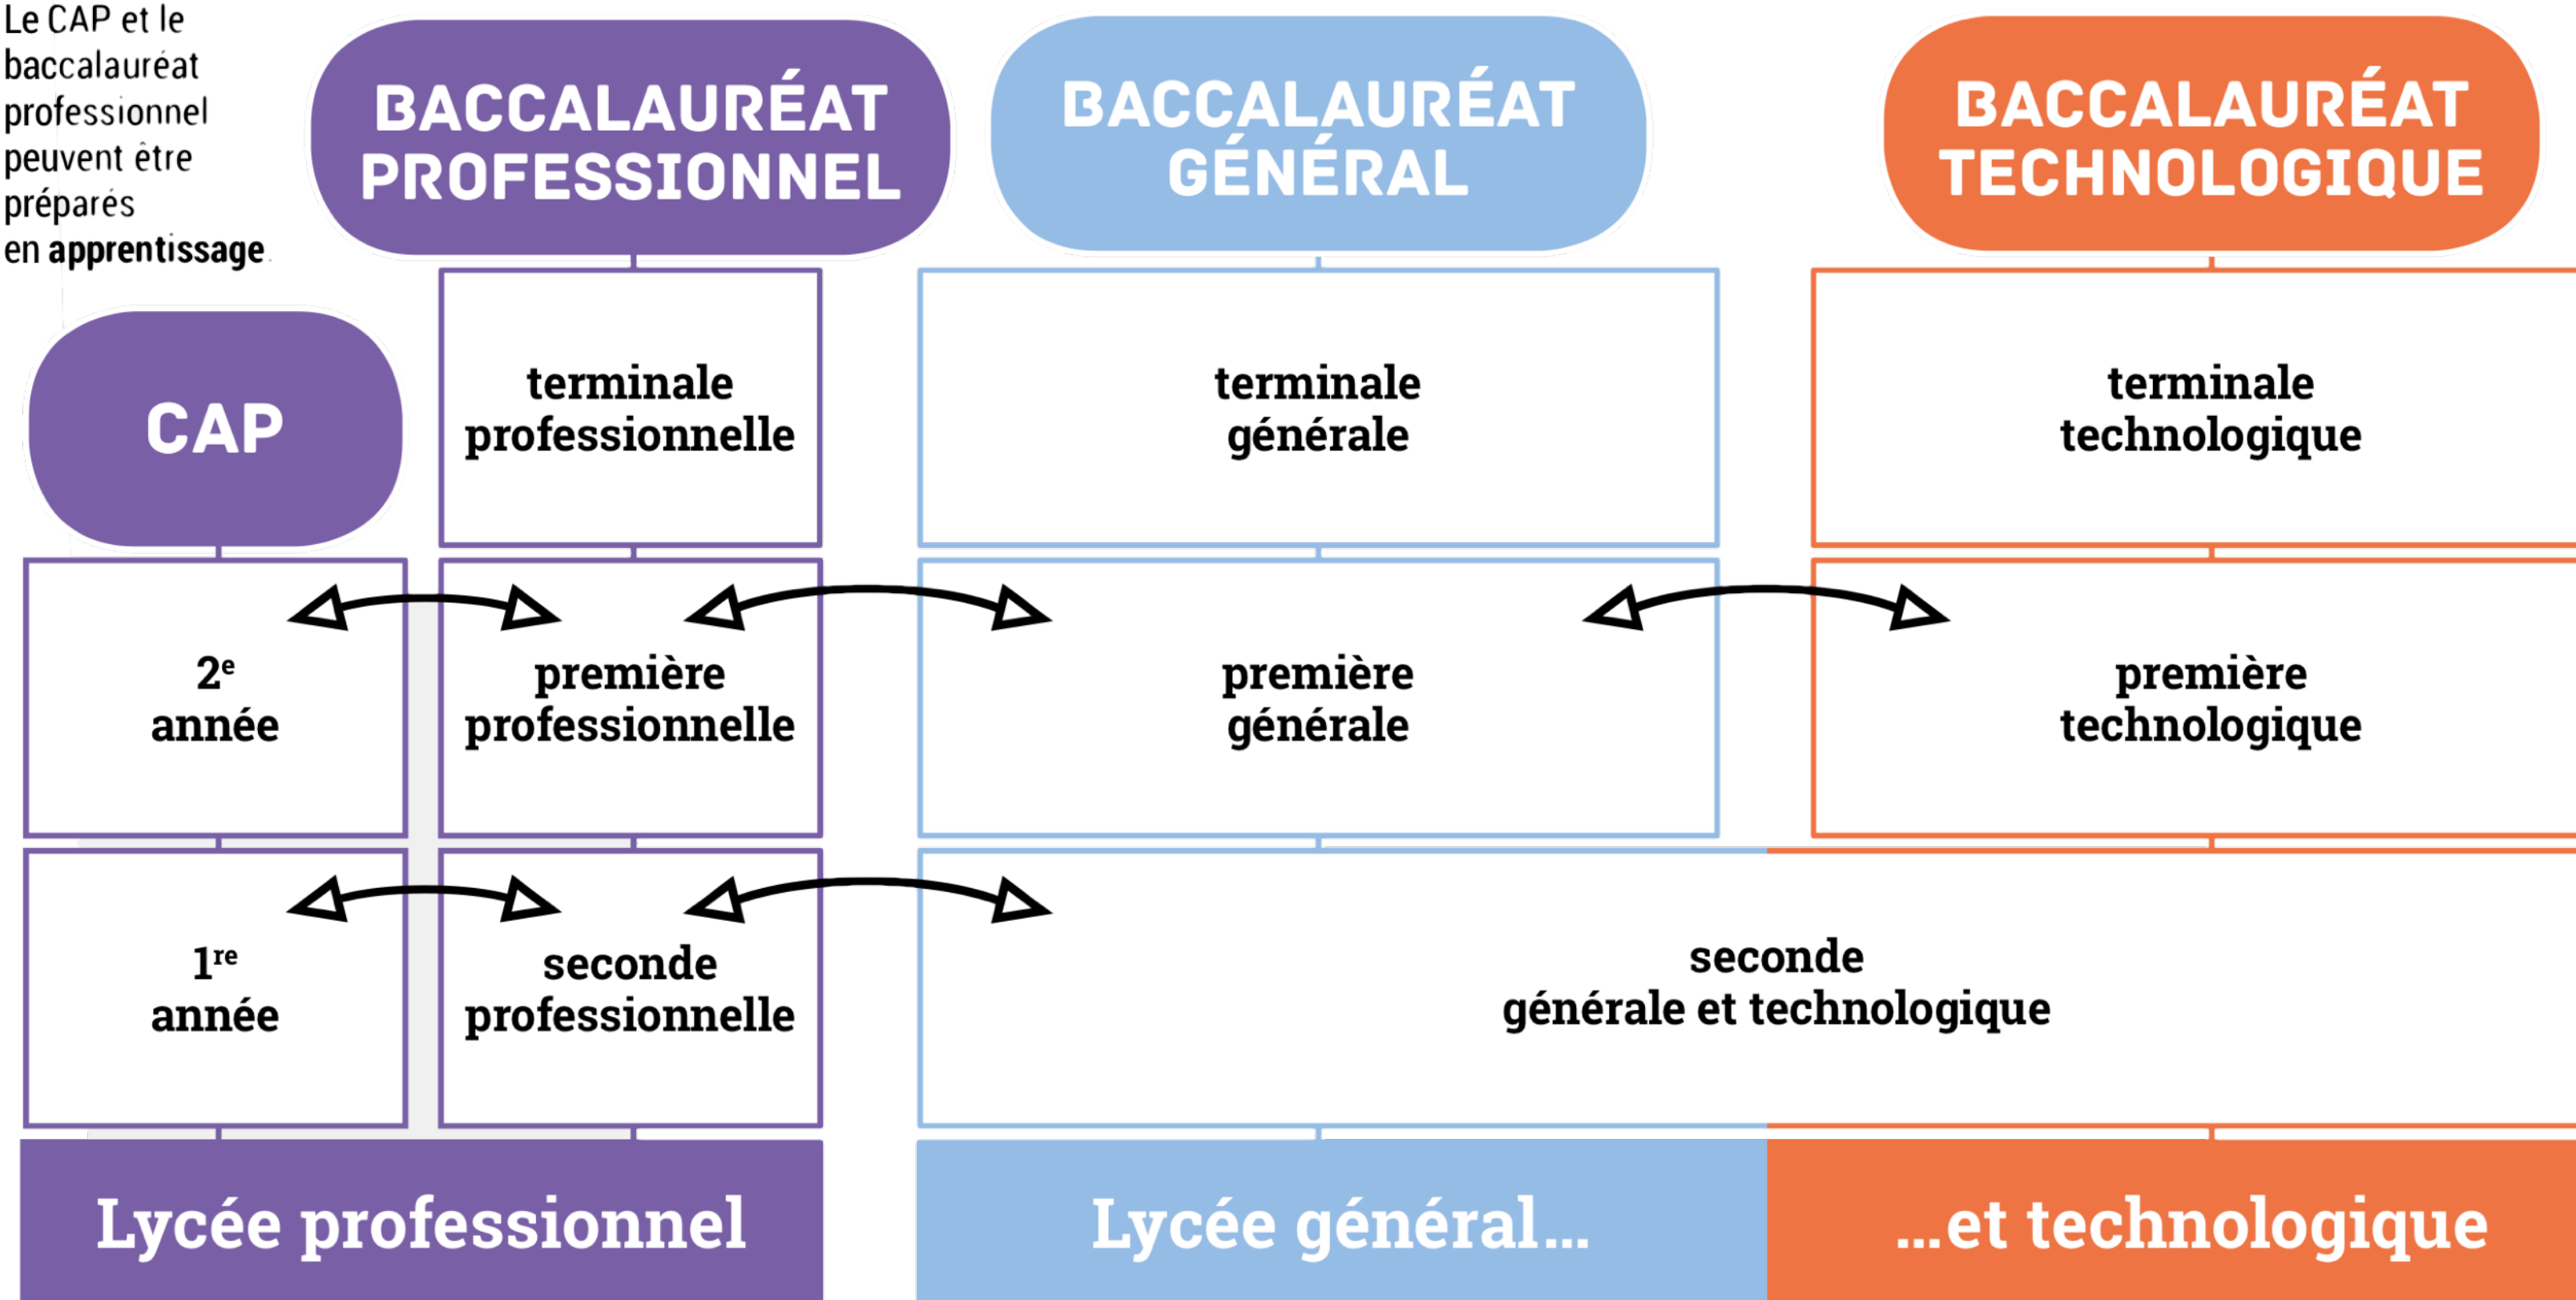 Le CAP et le
baccalauréat
professionnel
peuvent être
préparés
en apprentissage.
BACCALAURÉAT
PROFESSIONNEL
BACCALAURÉAT
GÉNÉRAL
BACCALAURÉAT
TECHNOLOGIQUE
CAP
terminale
professionnelle
terminale
générale
terminale
technologique
2e
année
première
professionnelle
première
générale
première
technologique
1re
année
seconde
professionnelle
seconde
générale et technologique
Lycée professionnel
Lycée général...
...et technologique